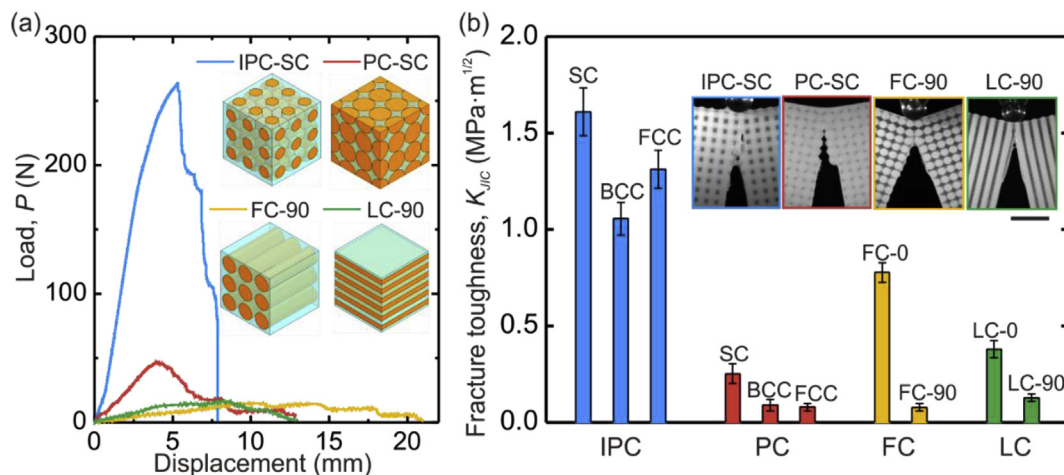 (a)
300
200
100
0
0 5 10 15 20
Load, P (N)
Displacement (mm)
IPC-SC PC-SC
FC-90 LC-90
(b)
2.0
1.5
1.0
0.5
0.0
Fracture toughness, K_JIC (MPa·m^1/2)
IPC-SC PC-SC FC-90 LC-90
SC
BCC
FCC
SC
BCC
FCC
FC-0
FC-90
LC-0
LC-90
IPC PC FC LC